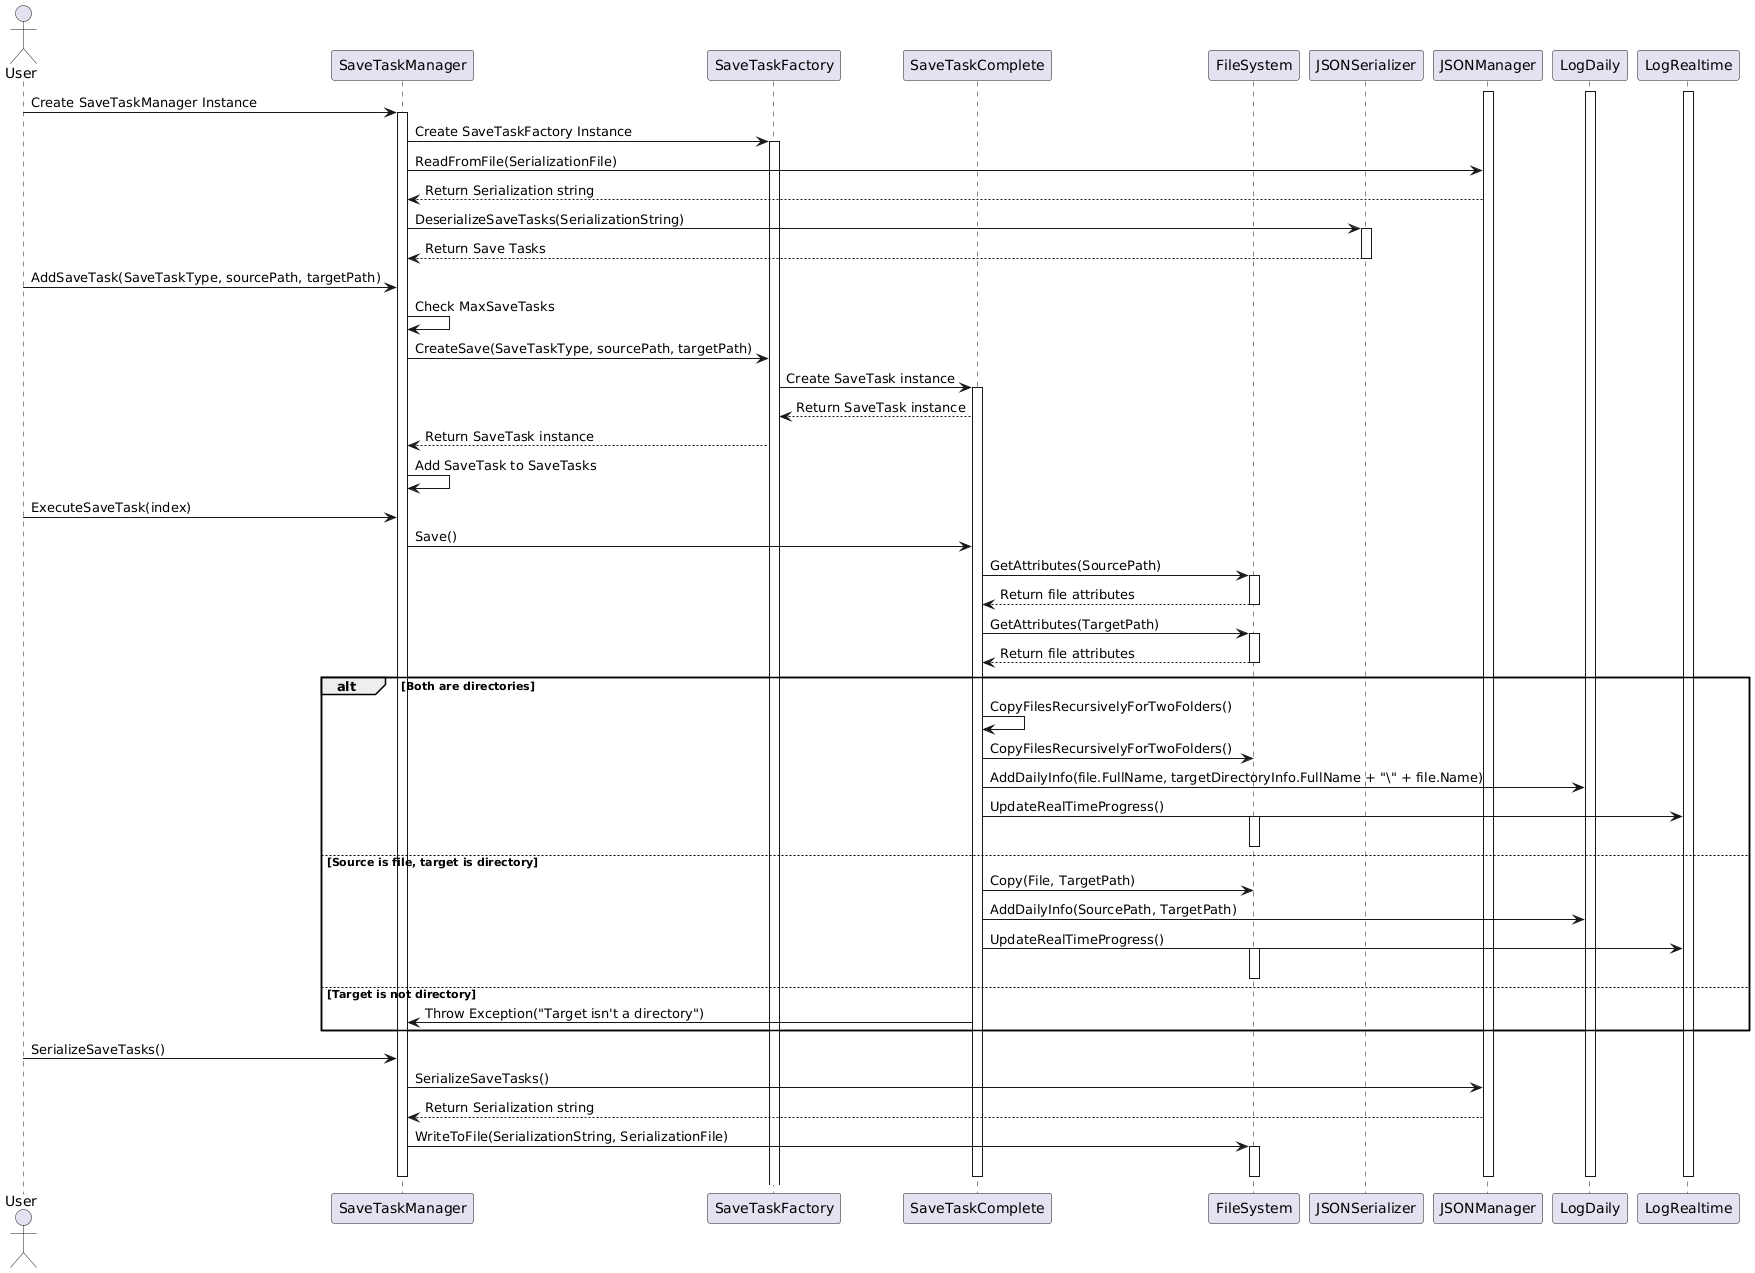 User
SaveTaskManager
SaveTaskFactory
SaveTaskComplete
FileSystem
JSONSerializer
JSONManager
LogDaily
LogRealtime
Create SaveTaskManager Instance
Create SaveTaskFactory Instance
ReadFromFile(SerializationFile)
Return Serialization string
DeserializeSaveTasks(SerializationString)
Return Save Tasks
AddSaveTask(SaveTaskType, sourcePath, targetPath)
Check MaxSaveTasks
CreateSave(SaveTaskType, sourcePath, targetPath)
Create SaveTask instance
Return SaveTask instance
Return SaveTask instance
Add SaveTask to SaveTasks
ExecuteSaveTask(index)
Save()
GetAttributes(SourcePath)
Return file attributes
GetAttributes(TargetPath)
Return file attributes
alt [Both are directories]
CopyFilesRecursivelyForTwoFolders()
CopyFilesRecursivelyForTwoFolders()
AddDailyInfo(file.FullName, targetDirectoryInfo.FullName + "\" + file.Name)
UpdateRealTimeProgress()
[Source is file, target is directory]
Copy(File, TargetPath)
AddDailyInfo(SourcePath, TargetPath)
UpdateRealTimeProgress()
[Target is not directory]
Throw Exception("Target isn't a directory")
SerializeSaveTasks()
SerializeSaveTasks()
Return Serialization string
WriteToFile(SerializationString, SerializationFile)
User
SaveTaskManager
SaveTaskFactory
SaveTaskComplete
FileSystem
JSONSerializer
JSONManager
LogDaily
LogRealtime